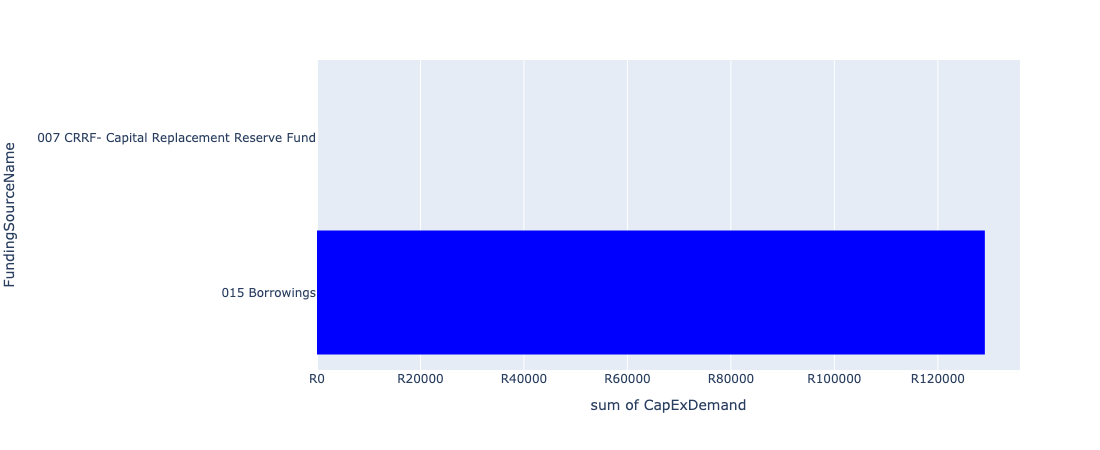 FundingSourceName
007 CRRF- Capital Replacement Reserve Fund
015 Borrowings
R0 R20000 R40000 R60000 R80000 R100000 R120000
sum of CapExDemand